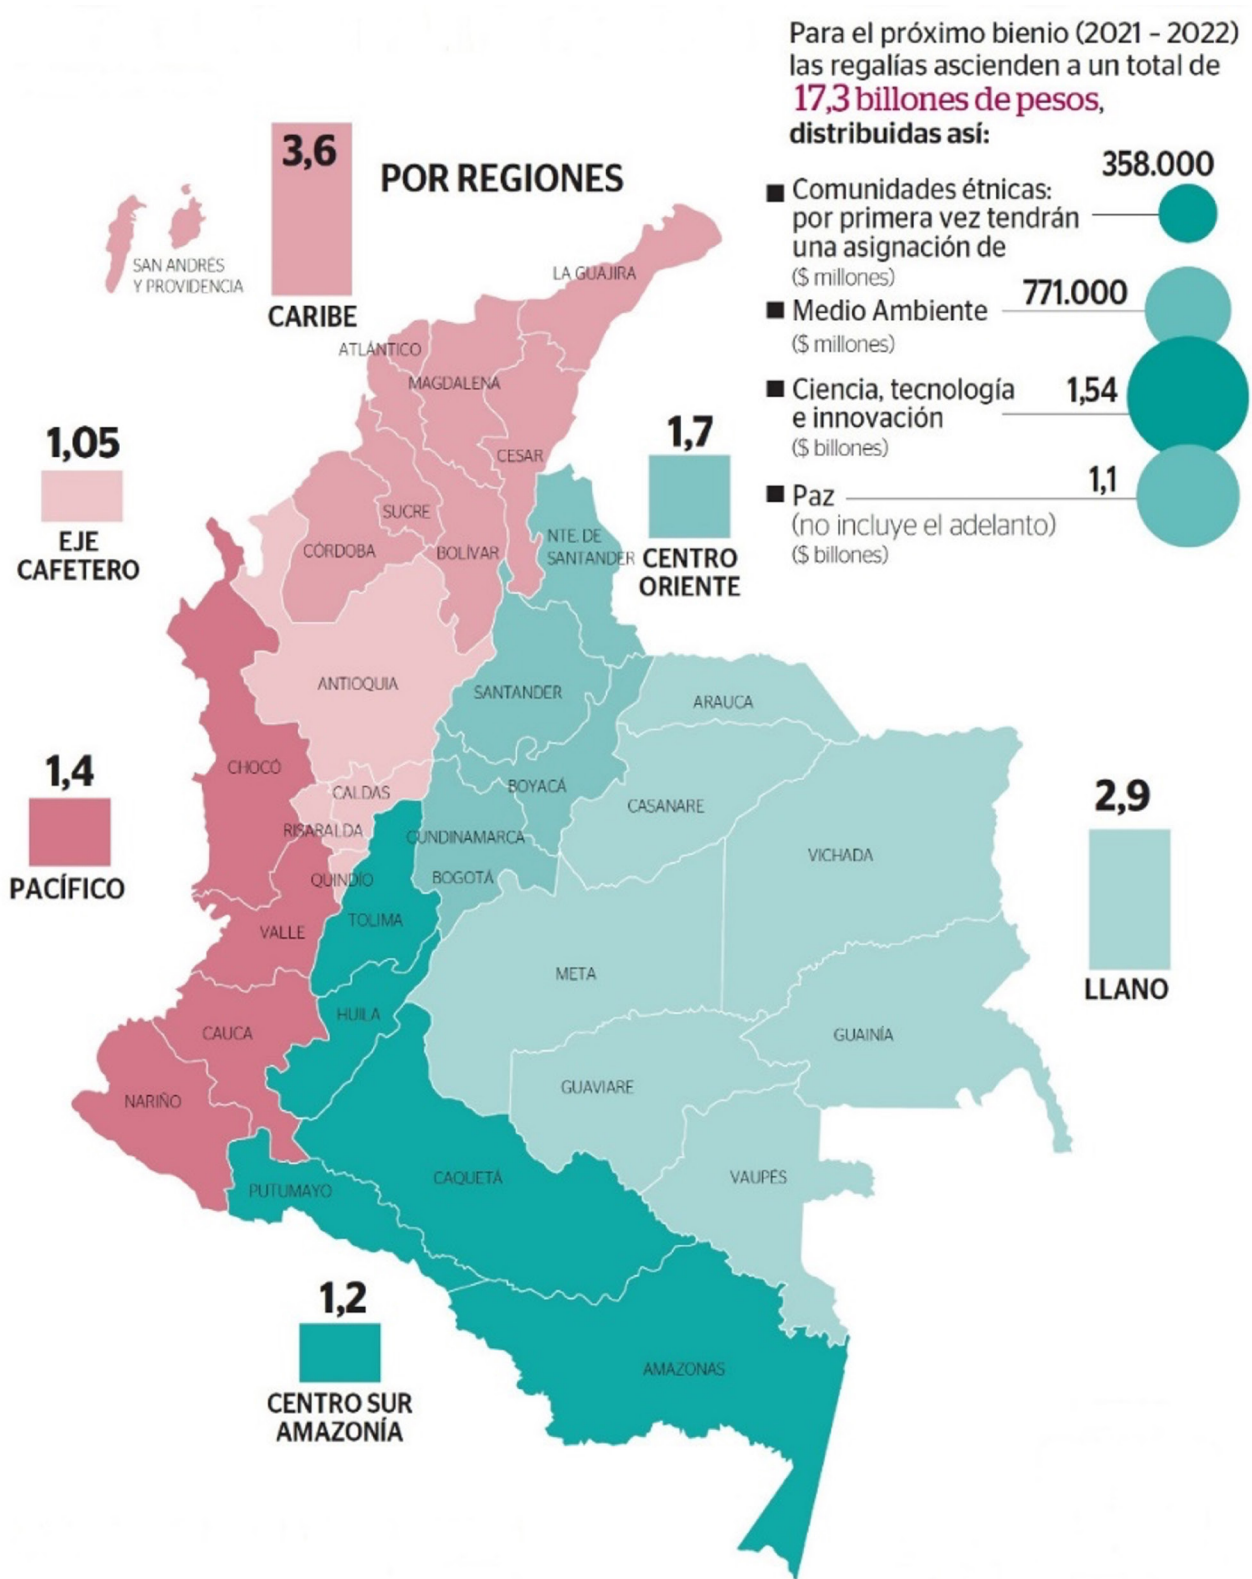 Para el próximo bienio (2021 - 2022)
las regalías ascienden a un total de
17,3 billones de pesos,
distribuidas así:
358.000
Comunidades étnicas:
por primera vez tendrán
una asignación de
($ millones)
771.000
Medio Ambiente
($ millones)
1,54
Ciencia, tecnología
e innovación
($ billones)
1,1
Paz
(no incluye el adelanto)
($ billones)
POR REGIONES
3,6
CARIBE
SAN ANDRÉS
Y PROVIDENCIA
LA GUAJIRA
ATLÁNTICO
MAGDALENA
CESAR
SUCRE
CÓRDOBA
BOLÍVAR
1,05
EJE
CAFETERO
1,7
CENTRO
ORIENTE
NTE. DE
SANTANDER
ANTIOQUIA
SANTANDER
ARAUCA
1,4
PACÍFICO
CHOCÓ
CALDAS
BOYACÁ
CASANARE
RISARALDA
CUNDINAMARCA
VICHADA
2,9
LLANO
QUINDÍO
BOGOTÁ
TOLIMA
VALLE
META
HUILA
CAUCA
GUAINÍA
NARIÑO
GUAVIARE
CAQUETÁ
VAUPÉS
PUTUMAYO
1,2
CENTRO SUR
AMAZONÍA
AMAZONAS